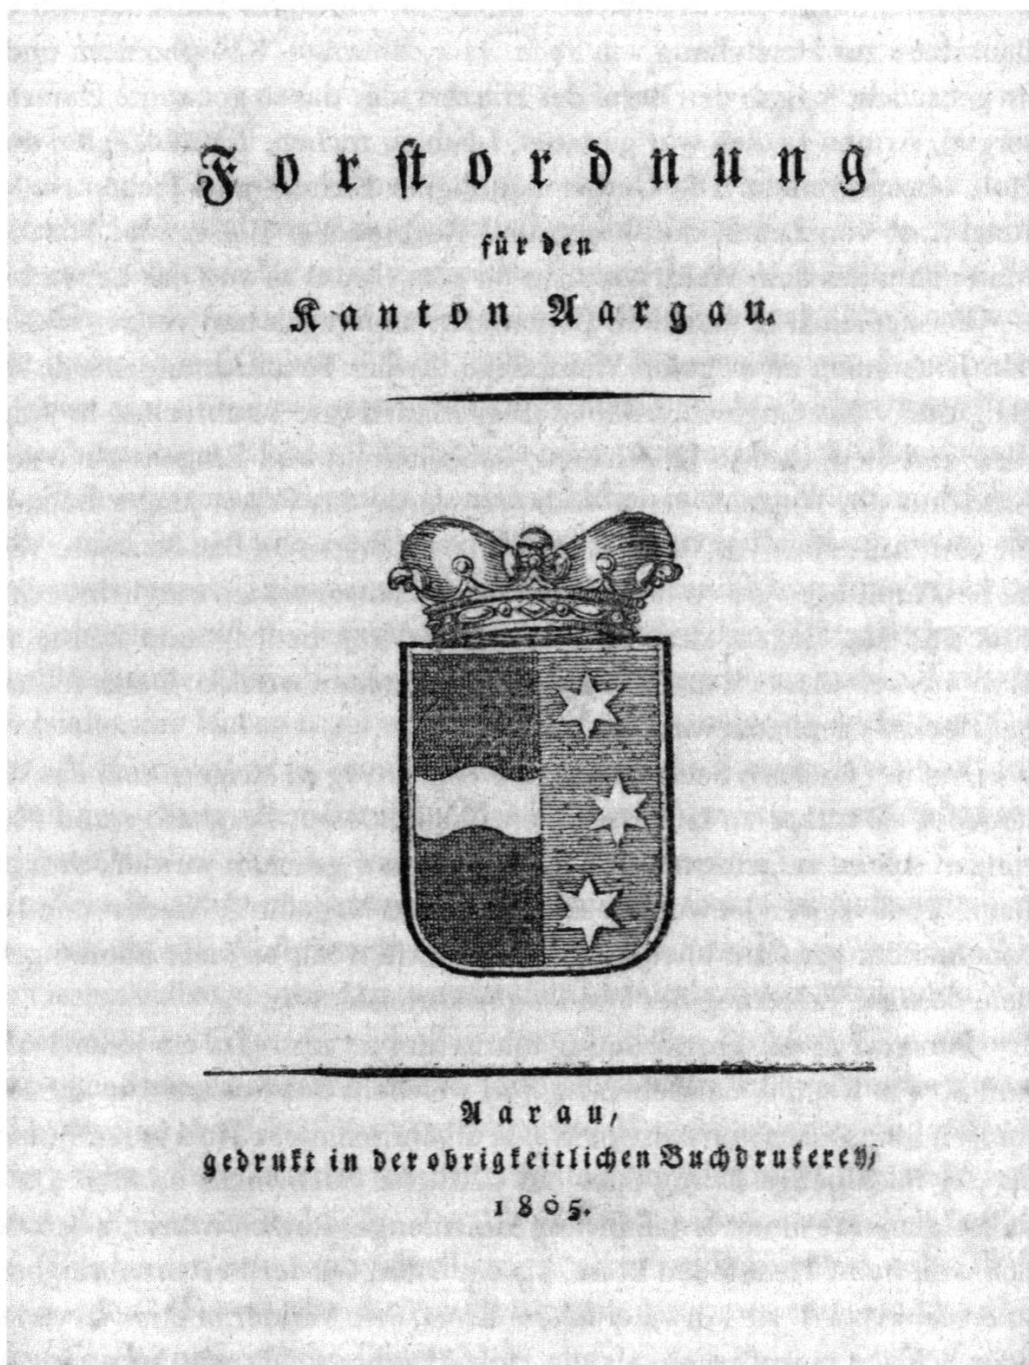 Forstordnung
für den
Kanton Aargau.
Aarau,
gedrukt in der obrigkeitlichen Buchdrukerey,
1805.